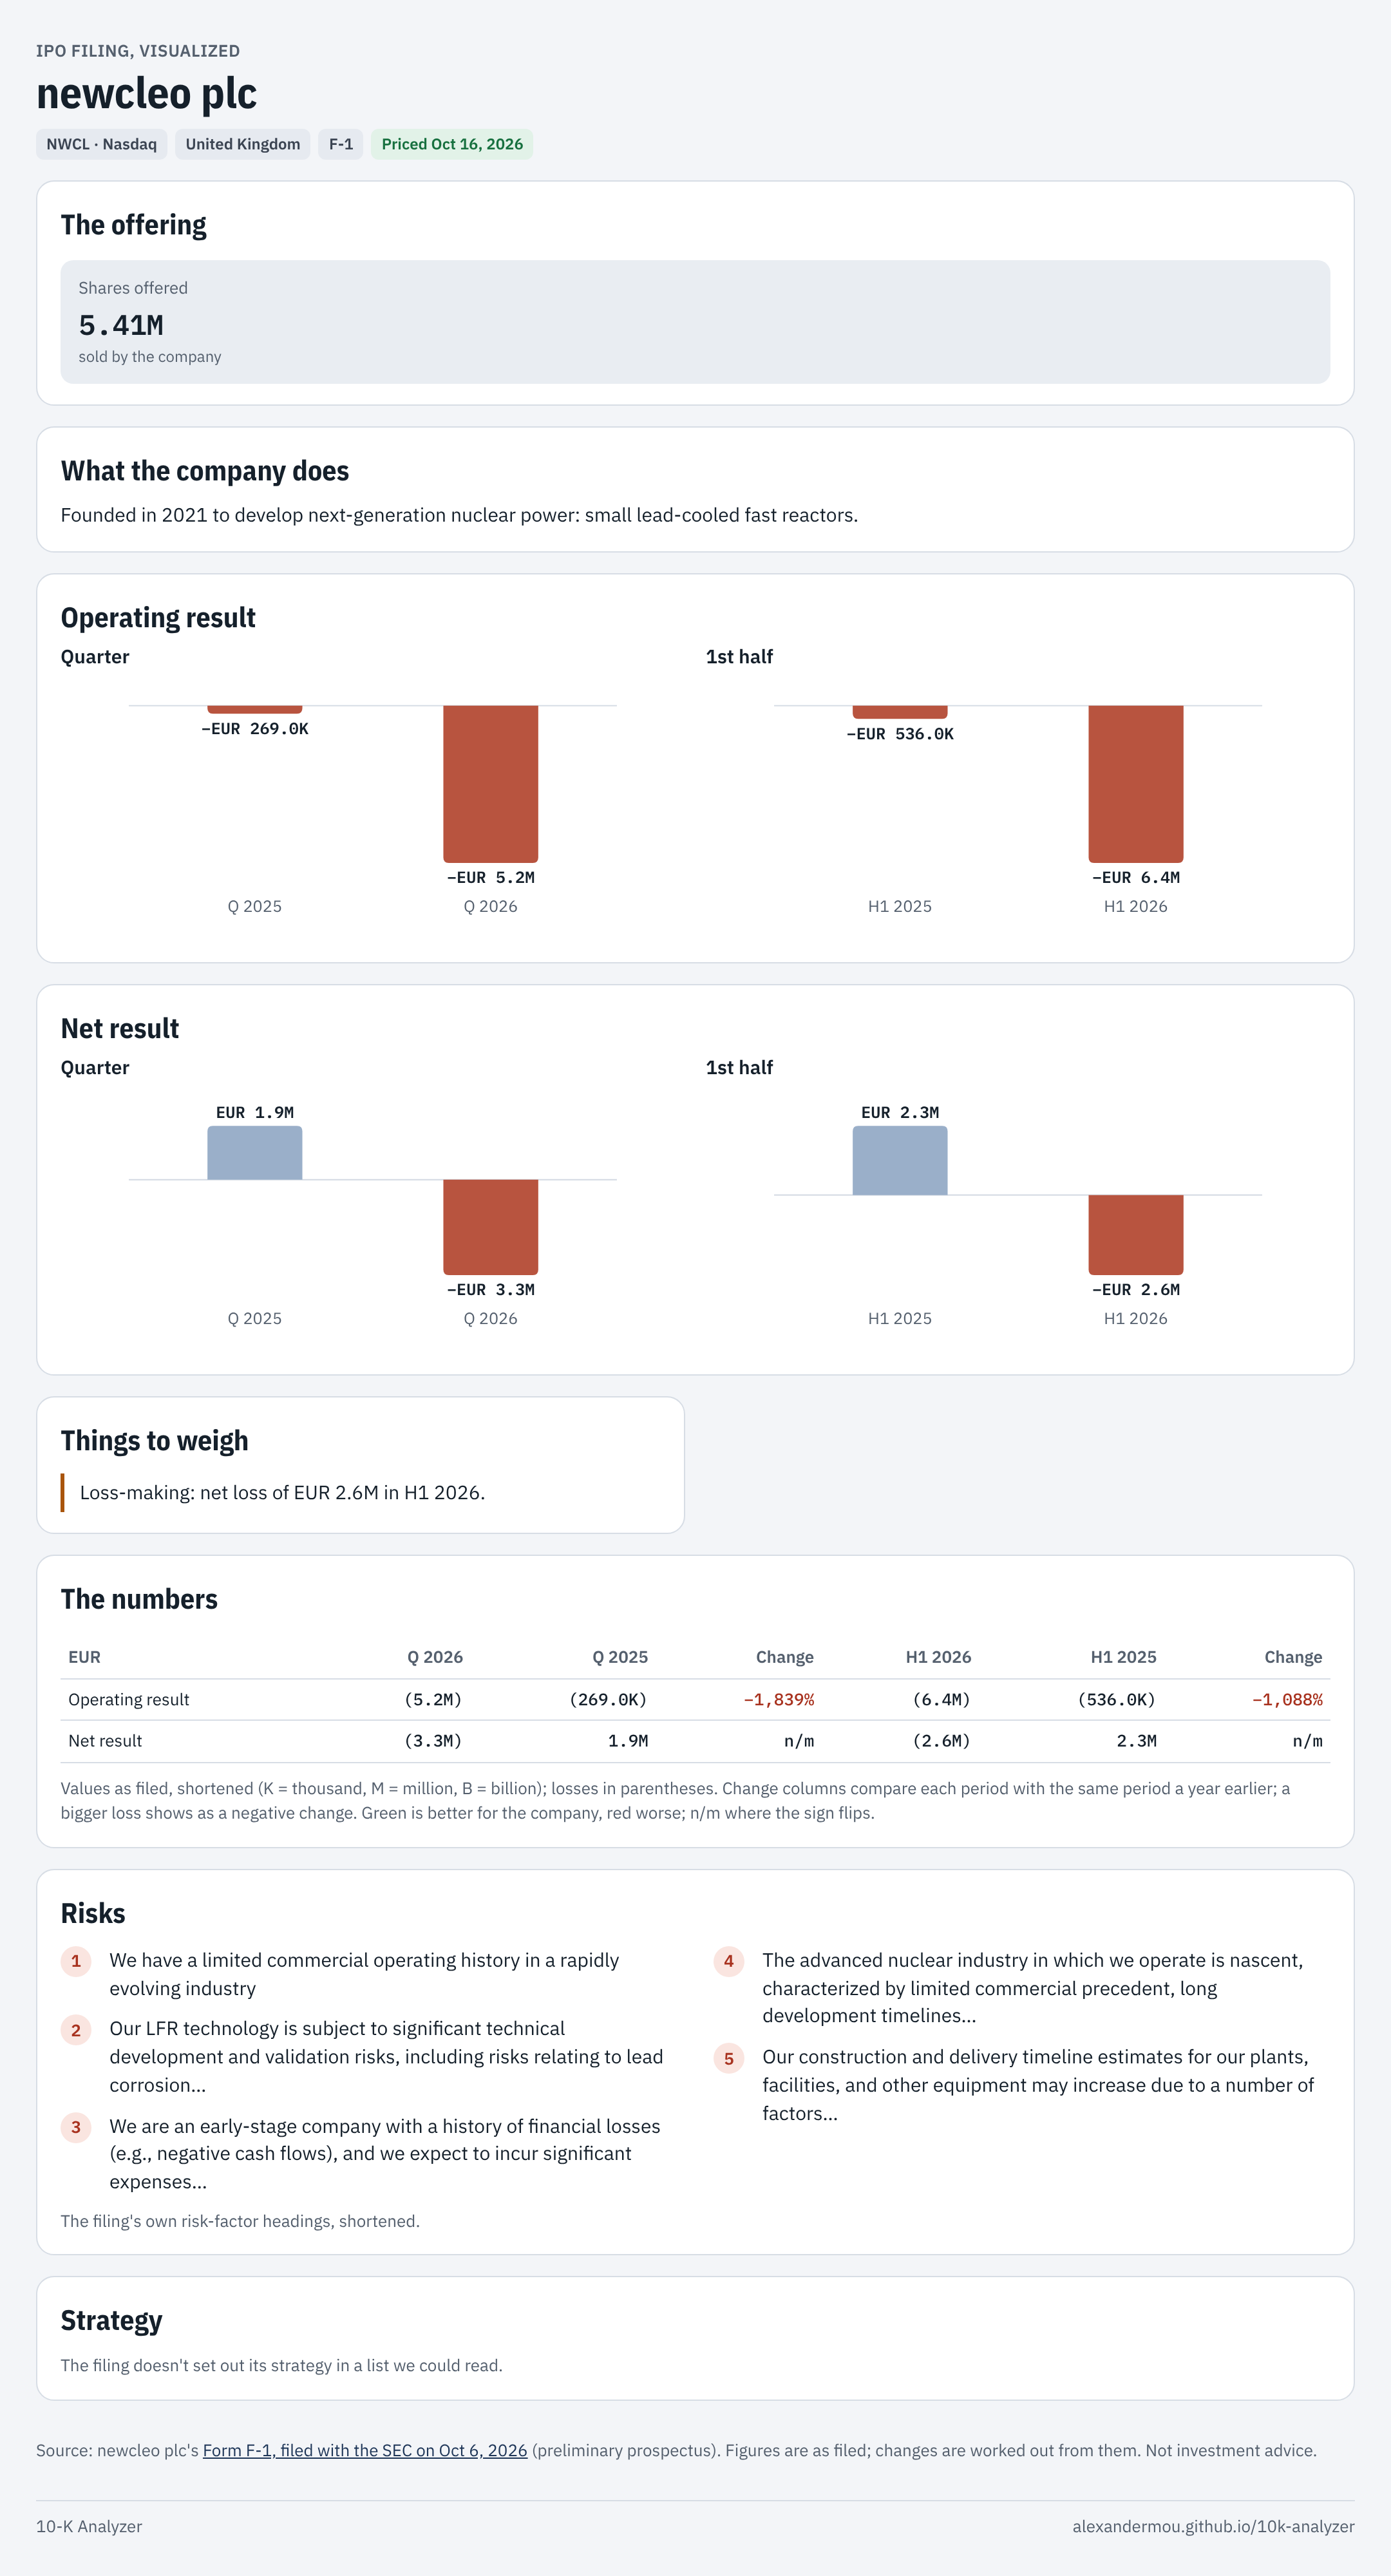 IPO FILING, VISUALIZED
newcleo plc
NWCL · Nasdaq
United Kingdom
F-1
Priced Oct 16, 2026
The offering
Shares offered
5.41M
sold by the company
What the company does
Founded in 2021 to develop next-generation nuclear power: small lead-cooled fast reactors.
Operating result
Quarter
−EUR 269.0K
−EUR 5.2M
Q 2025
Q 2026
1st half
−EUR 536.0K
−EUR 6.4M
H1 2025
H1 2026
Net result
Quarter
EUR 1.9M
−EUR 3.3M
Q 2025
Q 2026
1st half
EUR 2.3M
−EUR 2.6M
H1 2025
H1 2026
Things to weigh
Loss-making: net loss of EUR 2.6M in H1 2026.
The numbers
EUR Q 2026 Q 2025 Change H1 2026 H1 2025 Change
Operating result (5.2M) (269.0K) −1,839% (6.4M) (536.0K) −1,088%
Net result (3.3M) 1.9M n/m (2.6M) 2.3M n/m
Values as filed, shortened (K = thousand, M = million, B = billion); losses in parentheses. Change columns compare each period with the same period a year earlier; a
bigger loss shows as a negative change. Green is better for the company, red worse; n/m where the sign flips.
Risks
1 We have a limited commercial operating history in a rapidly
evolving industry
2 Our LFR technology is subject to significant technical
development and validation risks, including risks relating to lead
corrosion…
3 We are an early-stage company with a history of financial losses
(e.g., negative cash flows), and we expect to incur significant
expenses…
4 The advanced nuclear industry in which we operate is nascent,
characterized by limited commercial precedent, long
development timelines…
5 Our construction and delivery timeline estimates for our plants,
facilities, and other equipment may increase due to a number of
factors…
The filing's own risk-factor headings, shortened.
Strategy
The filing doesn't set out its strategy in a list we could read.
Source: newcleo plc's Form F-1, filed with the SEC on Oct 6, 2026 (preliminary prospectus). Figures are as filed; changes are worked out from them. Not investment advice.
10-K Analyzer
alexandermou.github.io/10k-analyzer